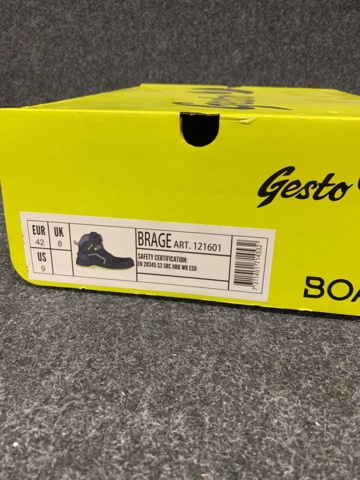 Gesto
EUR UK
42 8
US
9
BRAGE ART. 121601
SAFETY CERTIFICATION:
EN 20345 S3 SRC HRO WR ESD
BOA